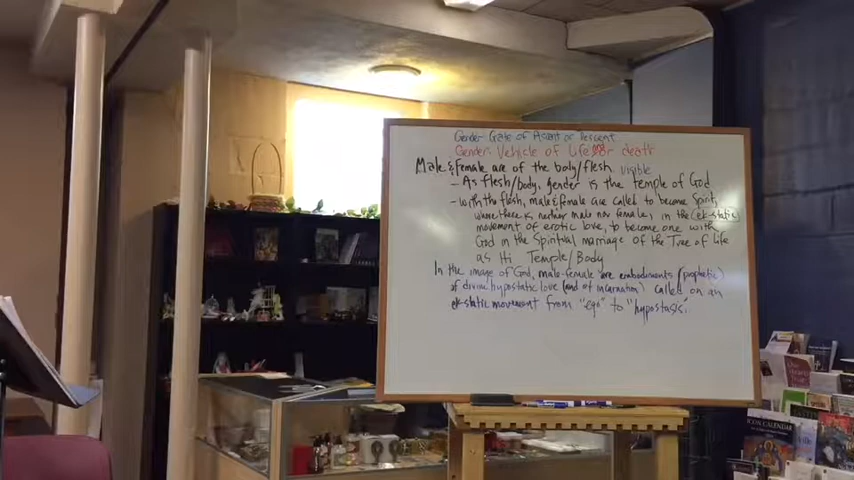 Gender Gate of Ascent or Descent
Gender: Vehicle of Life or death
Male & female are of the body/flesh
visible
- As flesh/body, gender is the temple of God
- With the flesh, male & female are called to become Spirit,
where there is neither male nor female, in the (ek-static)
movement of erotic love, to become one with
God in the Spiritual marriage of the Tree of Life
as Temple/Body
In the image of God, male-female are embodiments (prophetic)
of divine hypostatic love (and of incarnation) called on an
ek-static movement from "ego" to "hypostasis".